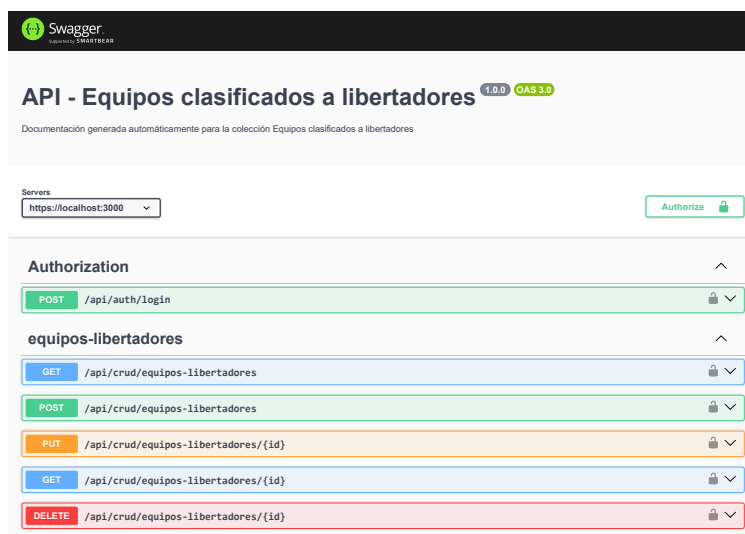 Swagger.
Supported by SMARTBEAR
API - Equipos clasificados a libertadores 1.0.0 OAS 3.0
Documentación generada automáticamente para la colección Equipos clasificados a libertadores
Servers
https://localhost:3000
Authorize
Authorization
POST /api/auth/login
equipos-libertadores
GET /api/crud/equipos-libertadores
POST /api/crud/equipos-libertadores
PUT /api/crud/equipos-libertadores/{id}
GET /api/crud/equipos-libertadores/{id}
DELETE /api/crud/equipos-libertadores/{id}